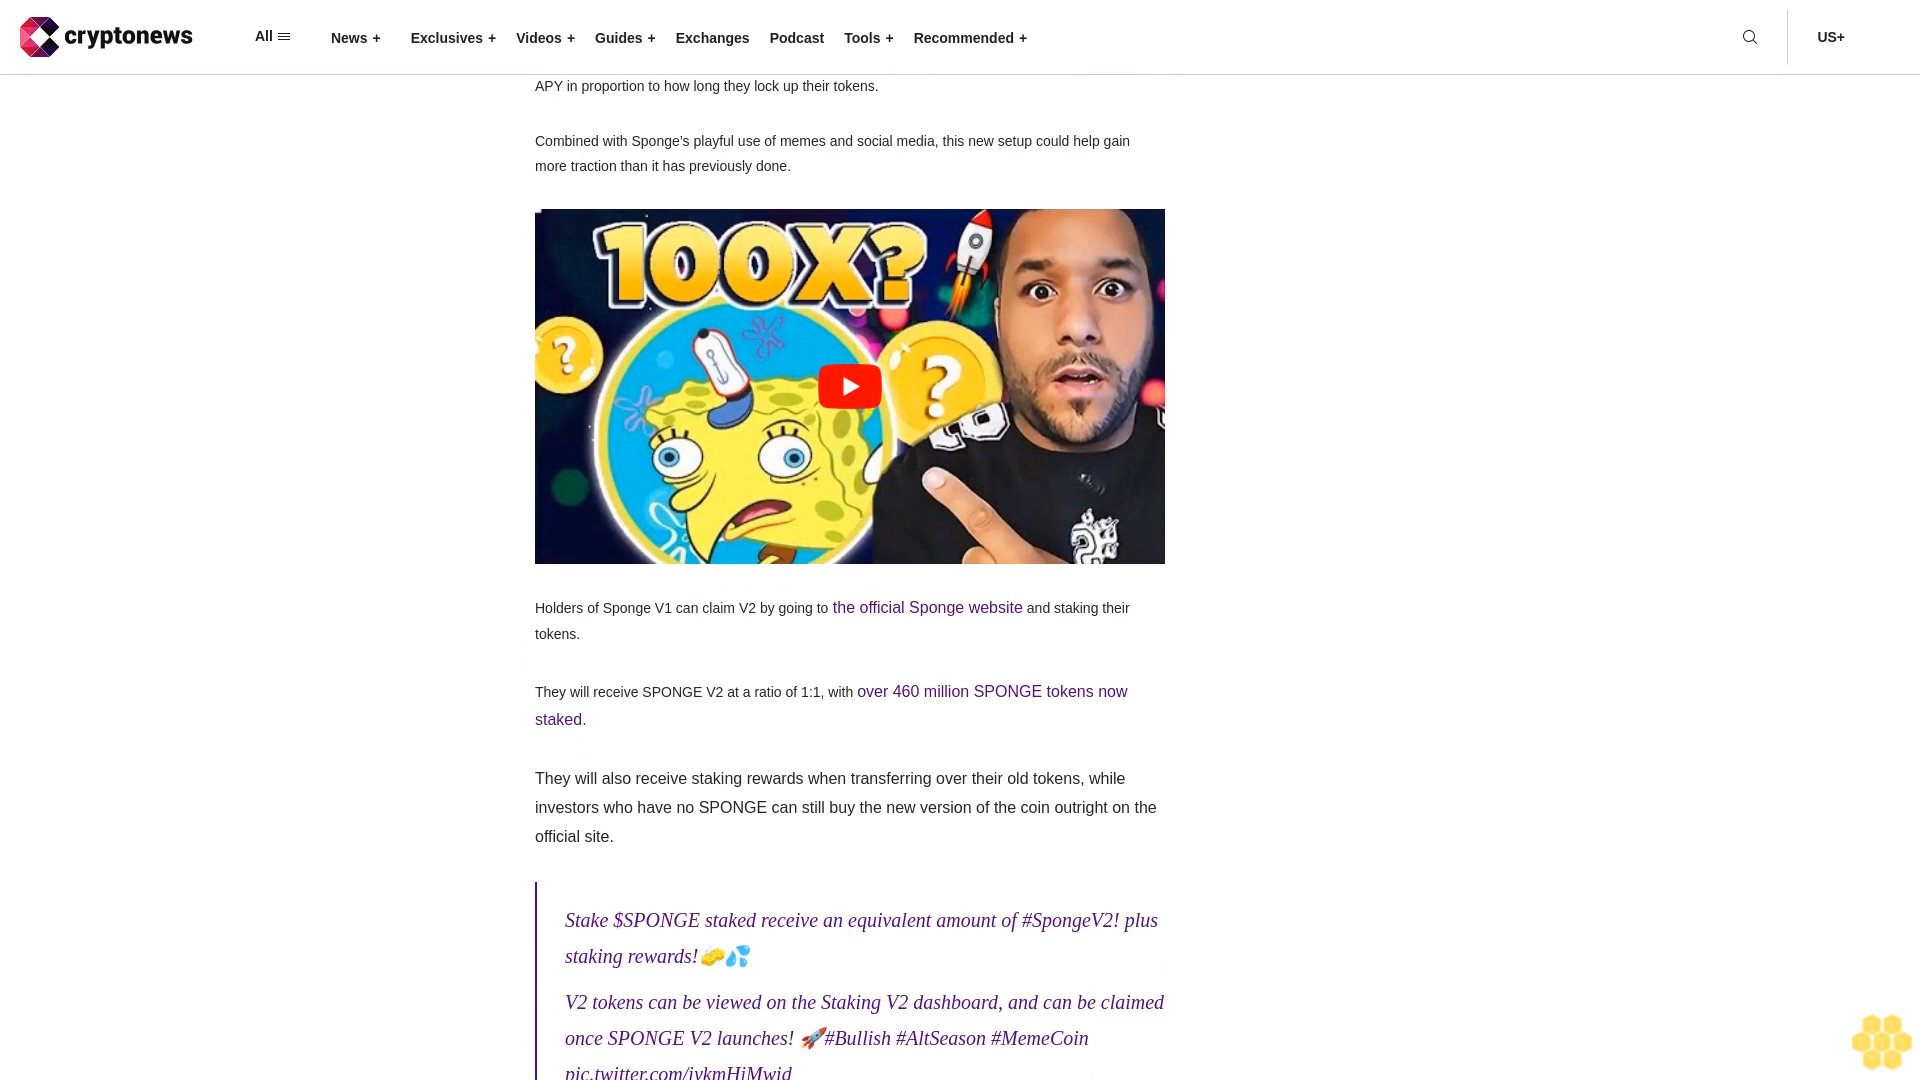 cryptonews
All
News +
Exclusives +
Videos +
Guides +
Exchanges
Podcast
Tools +
Recommended +
US+
APY in proportion to how long they lock up their tokens.
Combined with Sponge’s playful use of memes and social media, this new setup could help gain
more traction than it has previously done.
100X?
?
?
Holders of Sponge V1 can claim V2 by going to the official Sponge website and staking their
tokens.
They will receive SPONGE V2 at a ratio of 1:1, with over 460 million SPONGE tokens now
staked.
They will also receive staking rewards when transferring over their old tokens, while
investors who have no SPONGE can still buy the new version of the coin outright on the
official site.
Stake $SPONGE staked receive an equivalent amount of #SpongeV2! plus
staking rewards!🧽💦
V2 tokens can be viewed on the Staking V2 dashboard, and can be claimed
once SPONGE V2 launches! 🚀#Bullish #AltSeason #MemeCoin